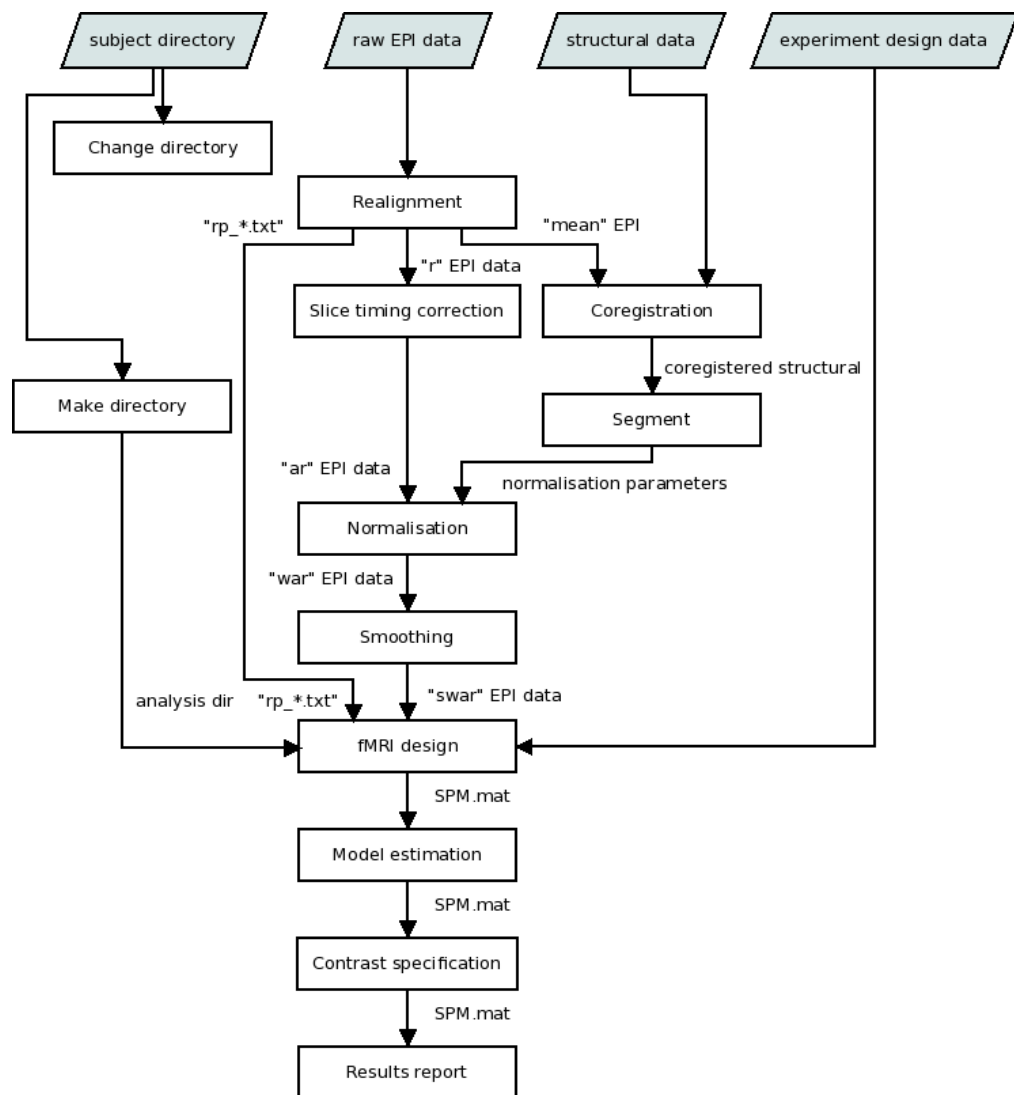 subject directory
raw EPI data
structural data
experiment design data
Change directory
Realignment
"rp_*.txt"
"mean" EPI
"r" EPI data
Slice timing correction
Coregistration
coregistered structural
Make directory
Segment
"ar" EPI data
normalisation parameters
Normalisation
"war" EPI data
Smoothing
analysis dir
"rp_*.txt"
"swar" EPI data
fMRI design
SPM.mat
Model estimation
SPM.mat
Contrast specification
SPM.mat
Results report